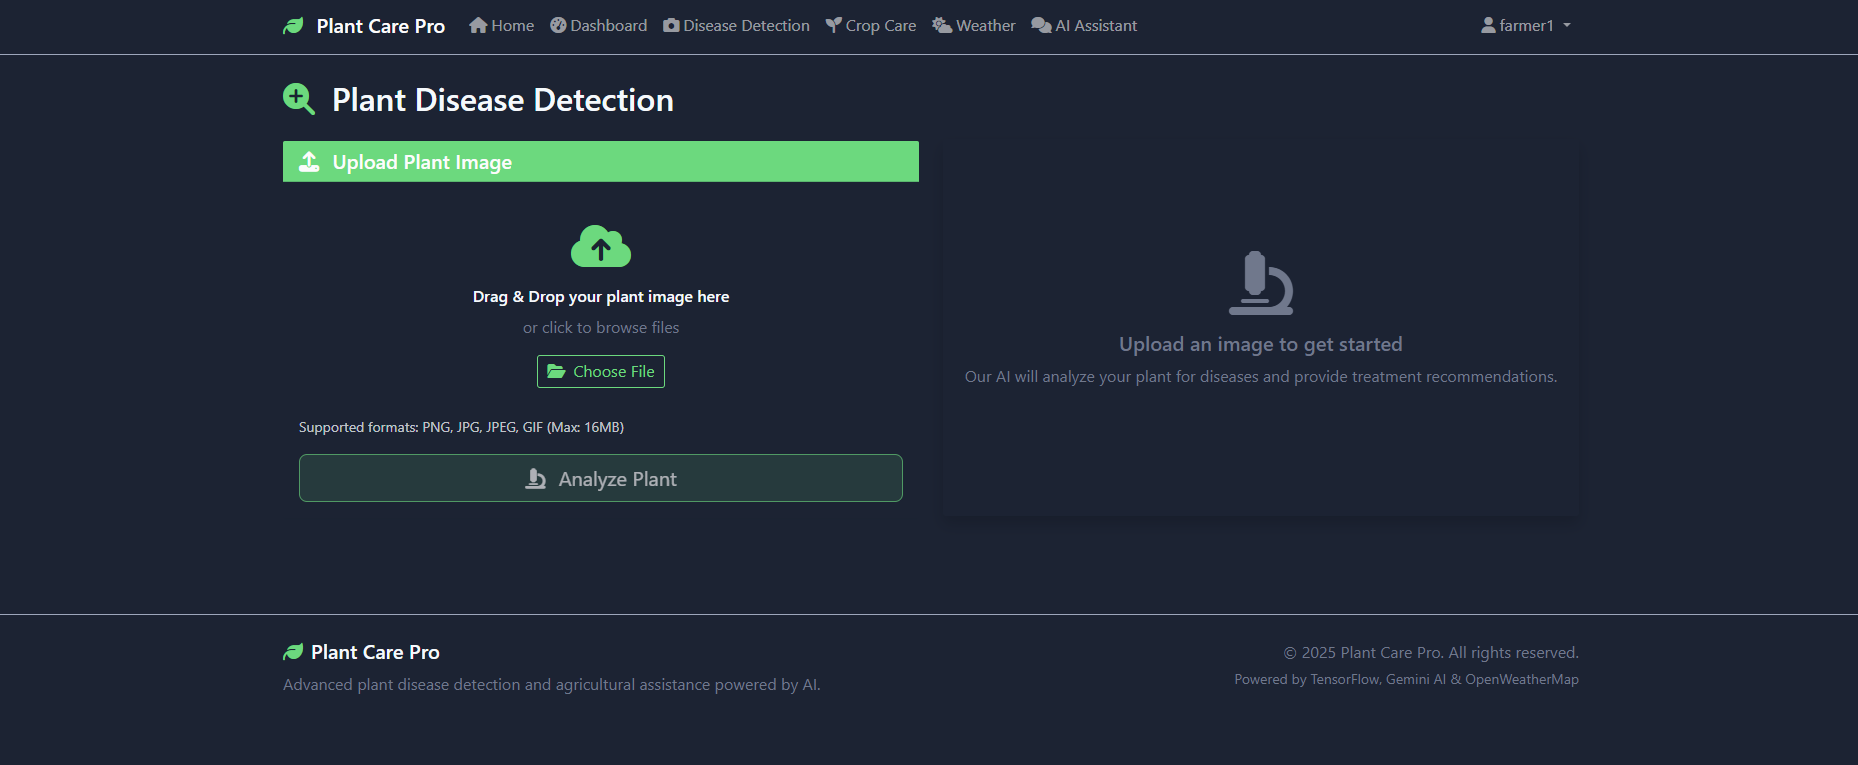 Plant Care Pro Home Dashboard Disease Detection Crop Care Weather AI Assistant farmer1
Plant Disease Detection
Upload Plant Image
Drag & Drop your plant image here
or click to browse files
Choose File
Supported formats: PNG, JPG, JPEG, GIF (Max: 16MB)
Analyze Plant
Upload an image to get started
Our AI will analyze your plant for diseases and provide treatment recommendations.
Plant Care Pro
Advanced plant disease detection and agricultural assistance powered by AI.
© 2025 Plant Care Pro. All rights reserved.
Powered by TensorFlow, Gemini AI & OpenWeatherMap